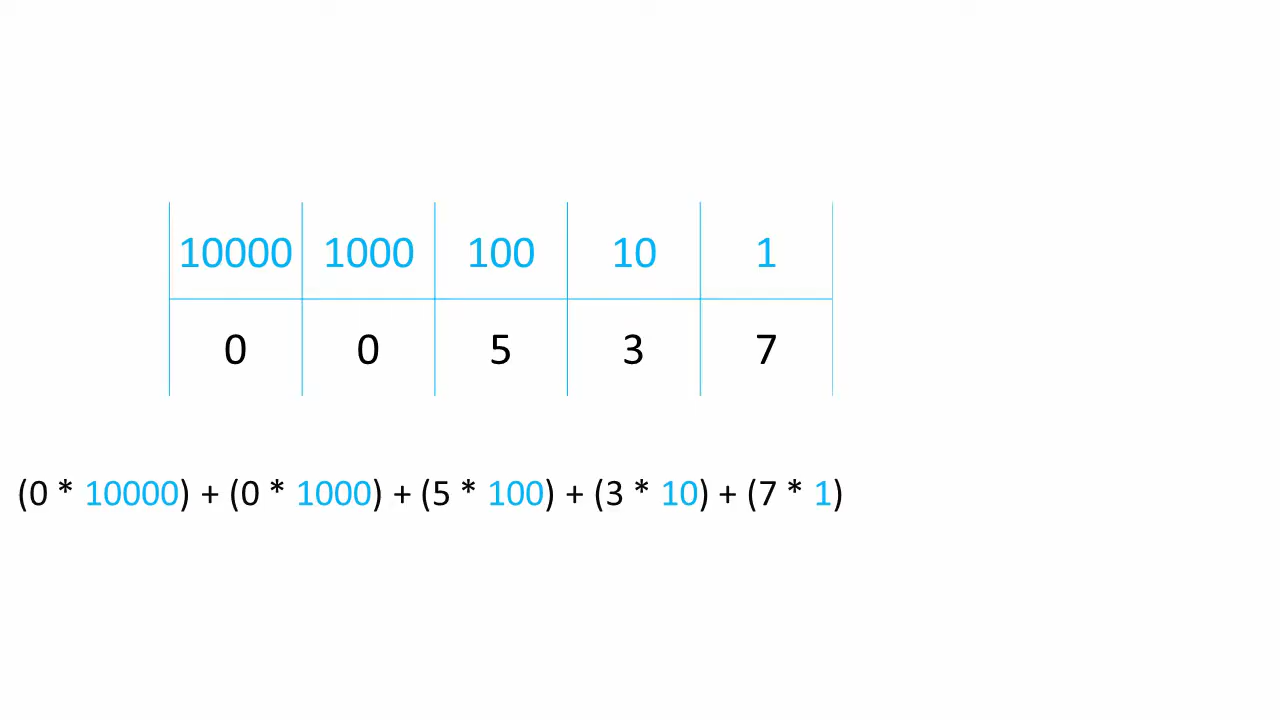 10000 1000 100 10 1
0 0 5 3 7
(0 * 10000) + (0 * 1000) + (5 * 100) + (3 * 10) + (7 * 1)